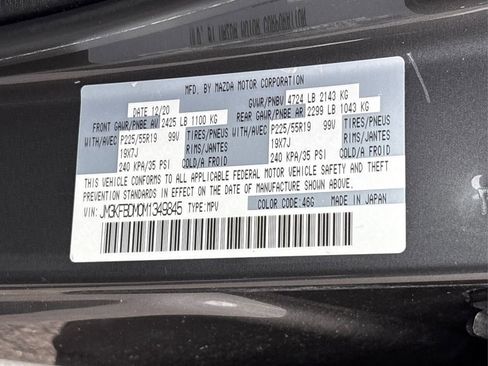 MFD. BY MAZDA MOTOR CORPORATION
DATE 12/20 GVWR/PNBV 4724 LB 2143 KG
FRONT GAWR/PNBE AV 2425 LB 1100 KG REAR GAWR/PNBE AR 2299 LB 1043 KG
WITH/AVEC P225/55R19 99V TIRES/PNEUS WITH/AVEC P225/55R19 99V TIRES/PNEUS
19X7J RIMS/JANTES 19X7J RIMS/JANTES
240 KPA/35 PSI COLD/A FROID 240 KPA/35 PSI COLD/A FROID
THIS VEHICLE CONFORMS TO ALL APPLICABLE FEDERAL MOTOR VEHICLE SAFETY AND THEFT
PREVENTION STANDARDS IN EFFECT ON THE DATE OF MANUFACTURE SHOWN ABOVE.
VIN: JM3KFBDM0M1349845 TYPE: MPV COLOR CODE: 46G MADE IN JAPAN